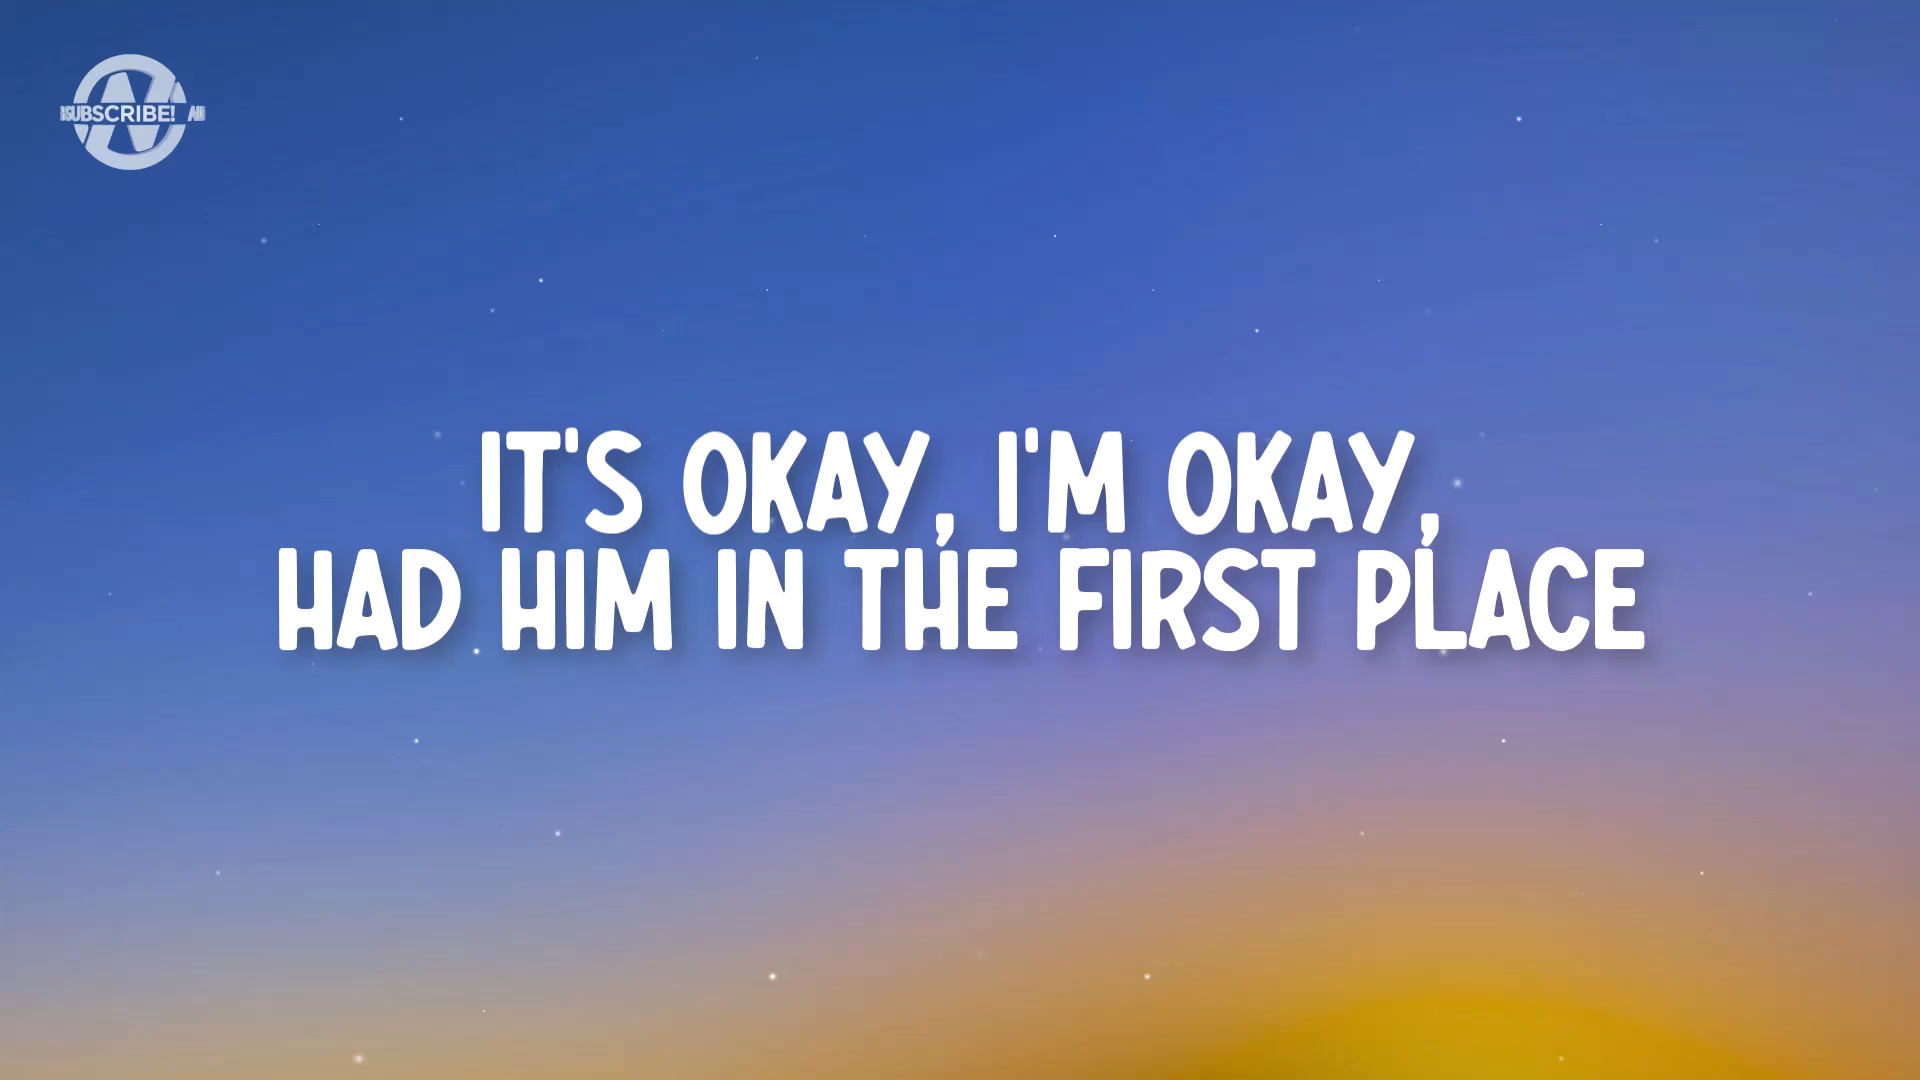 SUBSCRIBE!
IT'S OKAY, I'M OKAY,
HAD HIM IN THE FIRST PLACE